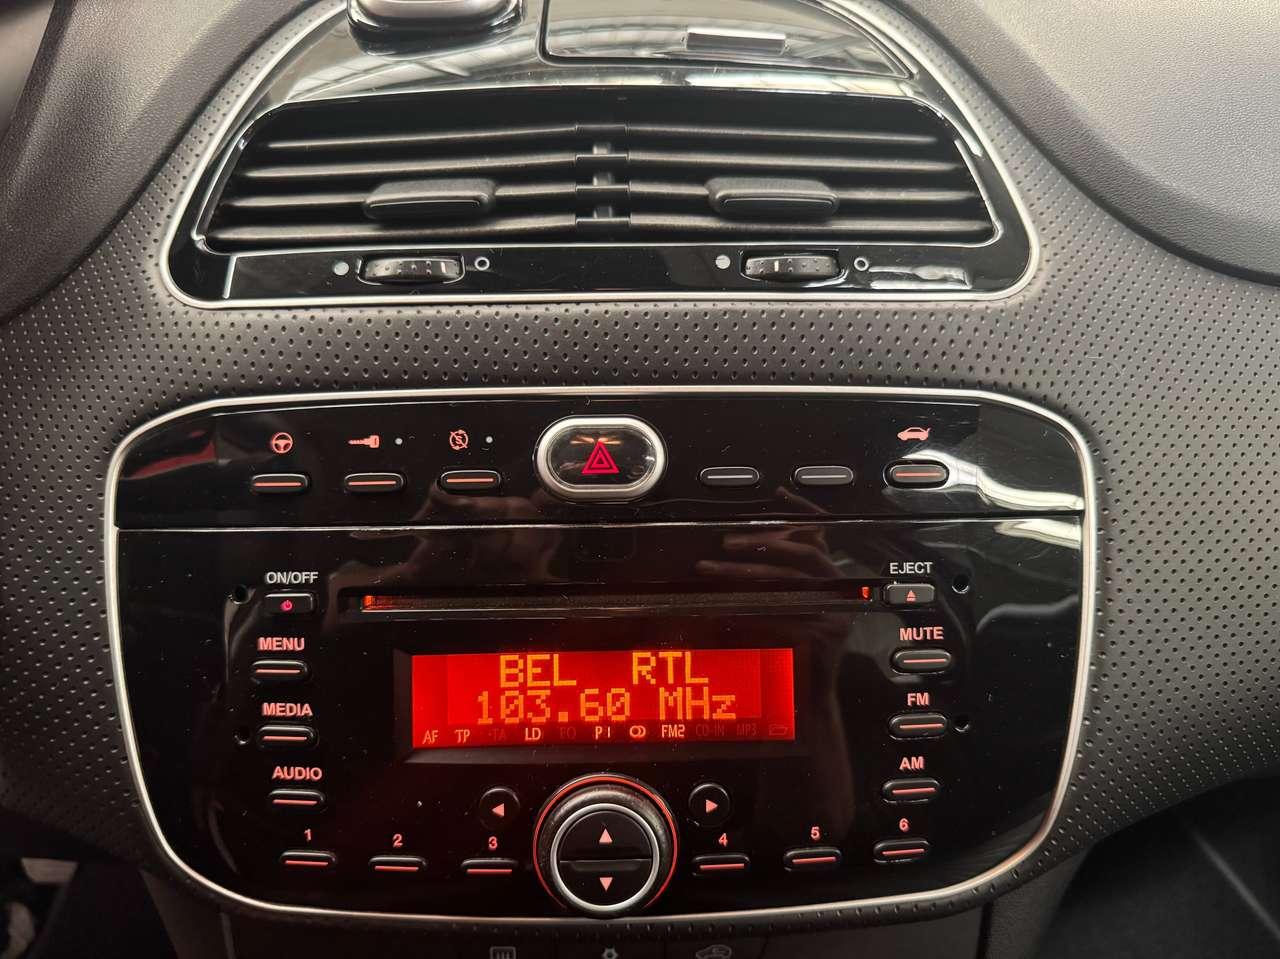 ON/OFF
EJECT
MENU
MUTE
BEL RTL
103.60 MHz
MEDIA
FM
AF TP TA LD EQ P1 FM2 CD-IN MP3
AUDIO
AM
1 2 3 4 5 6